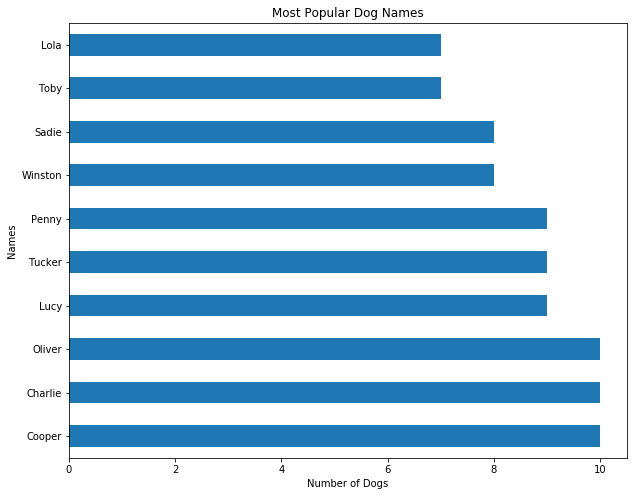 Most Popular Dog Names
Names
Lola
Toby
Sadie
Winston
Penny
Tucker
Lucy
Oliver
Charlie
Cooper
0 2 4 6 8 10
Number of Dogs